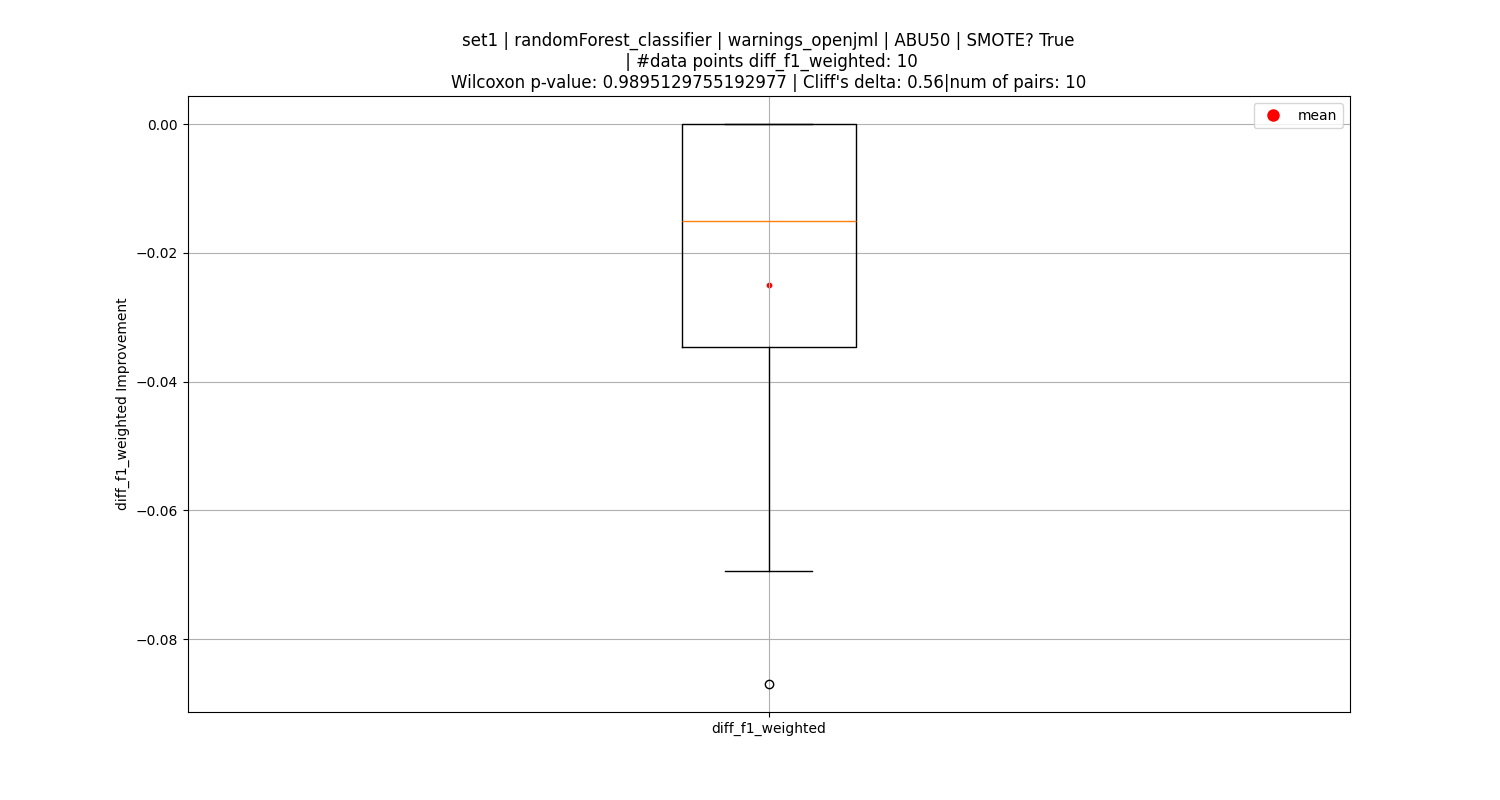 set1 | randomForest_classifier | warnings_openjml | ABU50 | SMOTE? True
| #data points diff_f1_weighted: 10
Wilcoxon p-value: 0.9895129755192977 | Cliff's delta: 0.56|num of pairs: 10
mean
0.00
−0.02
−0.04
−0.06
−0.08
diff_f1_weighted Improvement
diff_f1_weighted